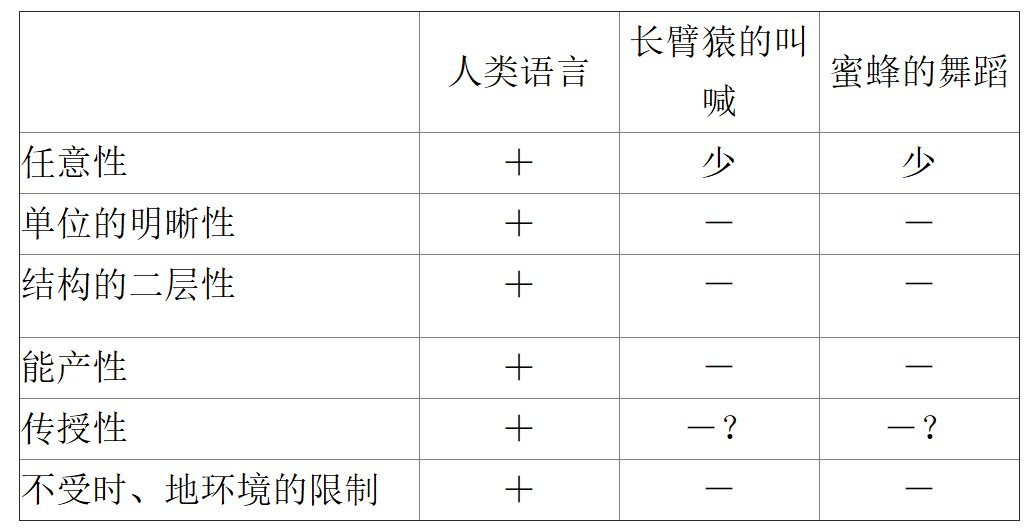 人类语言 长臂猿的叫喊 蜜蜂的舞蹈
任意性 ＋ 少 少
单位的明晰性 ＋ － －
结构的二层性 ＋ － －
能产性 ＋ － －
传授性 ＋ －？ －？
不受时、地环境的限制 ＋ － －